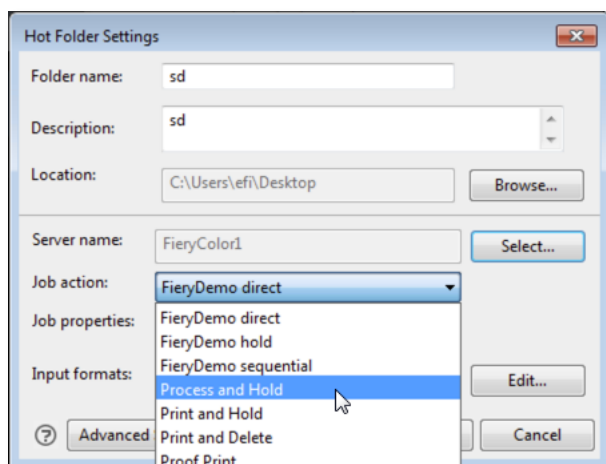 Hot Folder Settings
Folder name: sd
Description: sd
Location: C:\Users\efi\Desktop Browse...
Server name: FieryColor1 Select...
Job action: FieryDemo direct
Job properties: FieryDemo direct
FieryDemo hold
Input formats: FieryDemo sequential
Process and Hold Edit...
Print and Hold
? Advanced Print and Delete Cancel
Proof Print